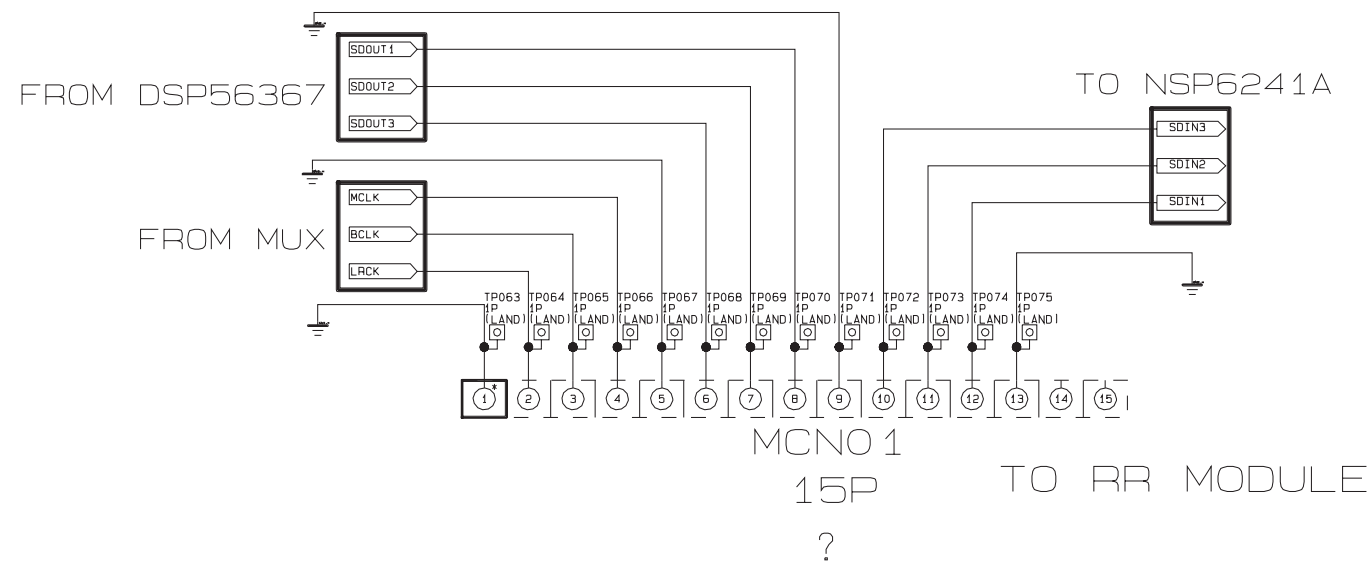 FROM DSP56367
SDOUT1
SDOUT2
SDOUT3
TO NSP6241A
SDIN3
SDIN2
SDIN1
FROM MUX
MCLK
BCLK
LRCK
TP063 TP064 TP065 TP066 TP067 TP068 TP069 TP070 TP071 TP072 TP073 TP074 TP075
1P 1P 1P 1P 1P 1P 1P 1P 1P 1P 1P 1P 1P
(LAND) (LAND) (LAND) (LAND) (LAND) (LAND) (LAND) (LAND) (LAND) (LAND) (LAND) (LAND) (LAND)
1 * 2 3 4 5 6 7 8 9 10 11 12 13 14 15
MCN01
15P
?
TO RR MODULE